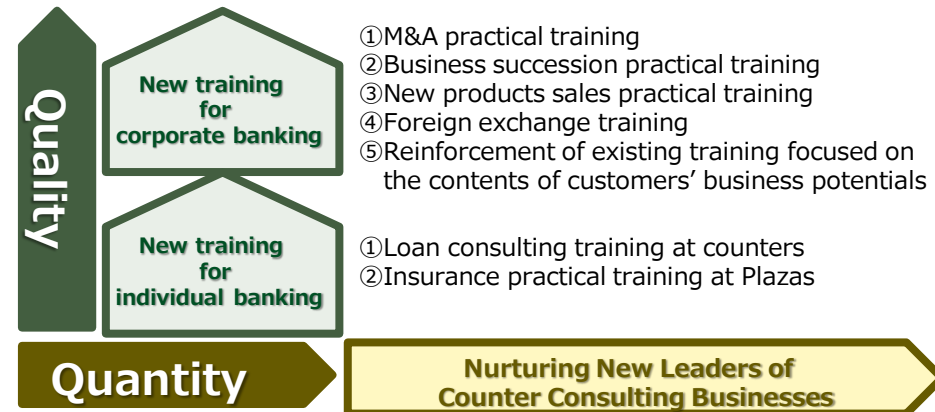 Quality
New training
for
corporate banking
①M&A practical training
②Business succession practical training
③New products sales practical training
④Foreign exchange training
⑤Reinforcement of existing training focused on
the contents of customers’ business potentials
New training
for
individual banking
①Loan consulting training at counters
②Insurance practical training at Plazas
Quantity
Nurturing New Leaders of
Counter Consulting Businesses